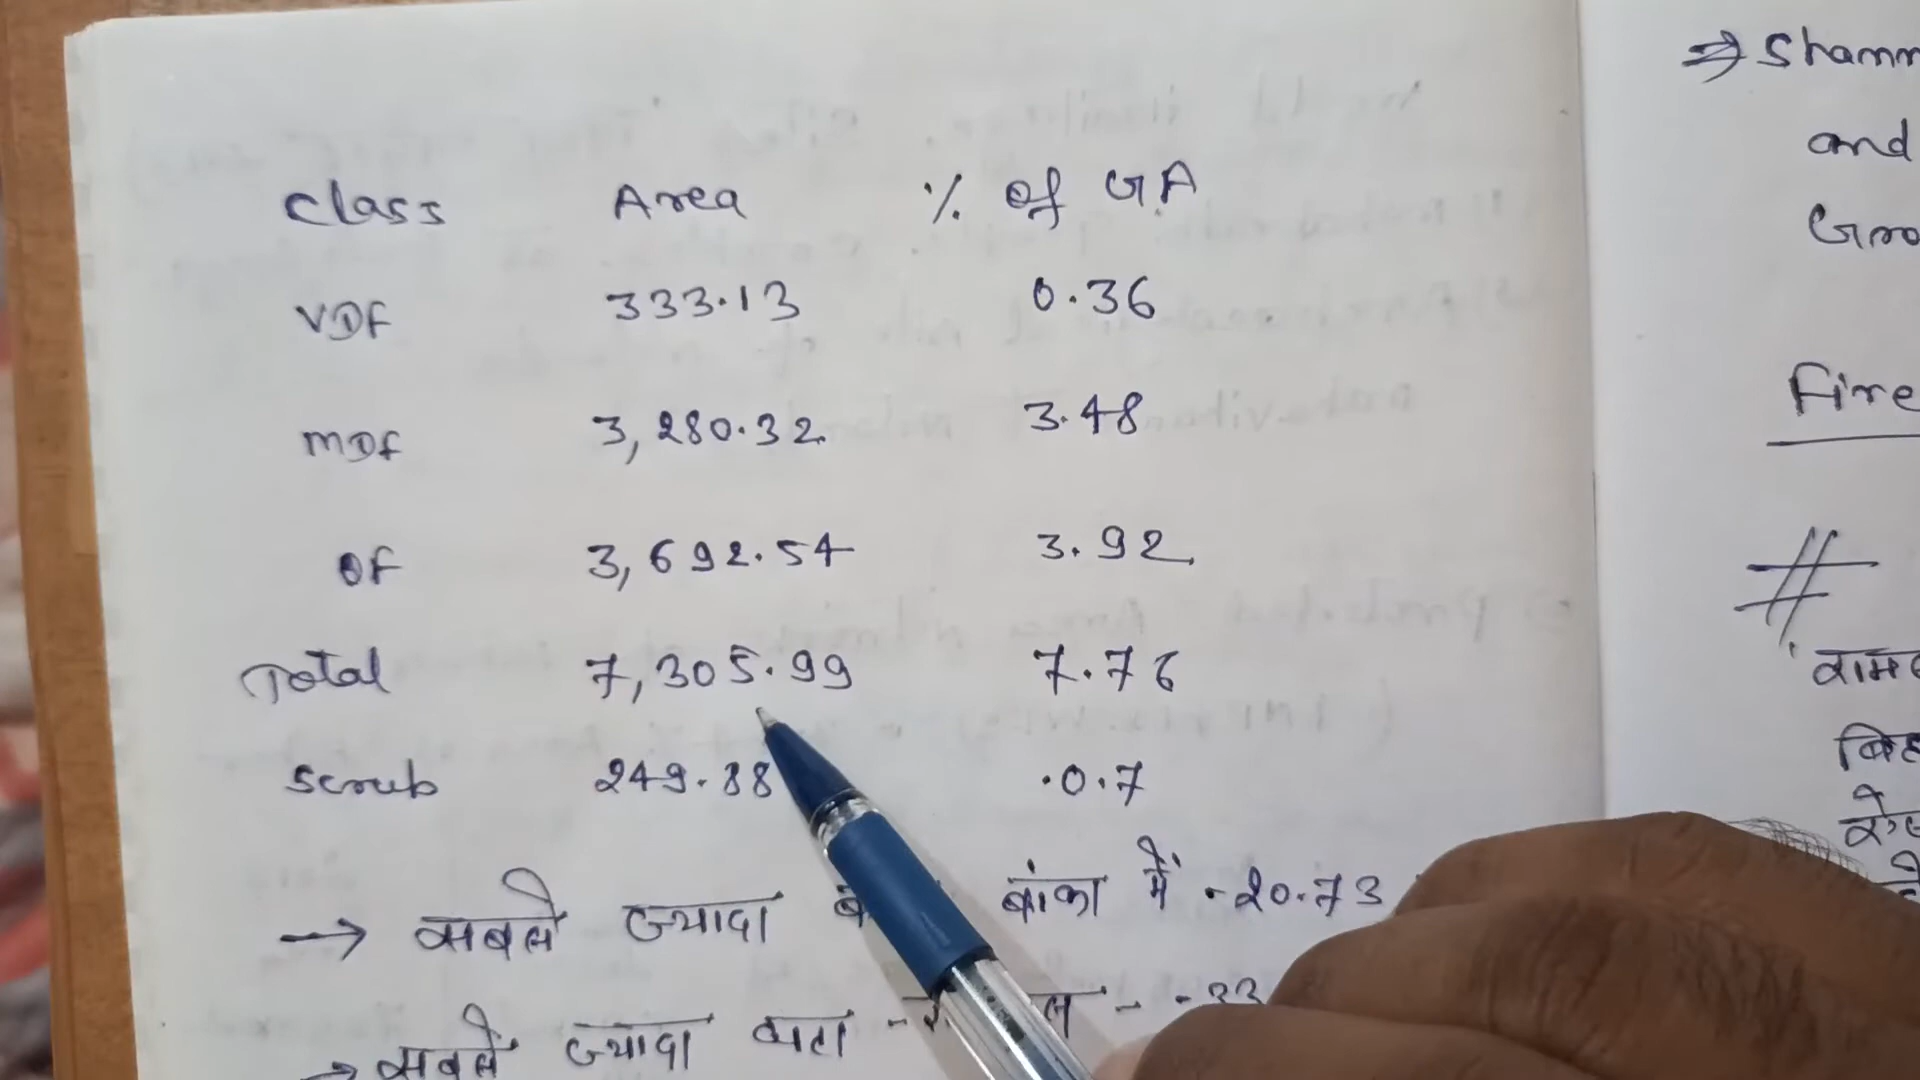 Class Area % of GA
VDF 333.13 0.36
MDF 3,280.32 3.48
OF 3,692.54 3.92
Total 7,305.99 7.76
Scrub 249.88 .0.7
→ सबसे ज्यादा बांका में .20.73
→ सबसे ज्यादा घटा
⇒ Shann
and
Gro
Fire
#